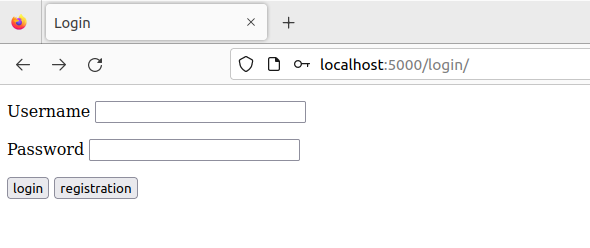 Login
localhost:5000/login/
Username
Password
login registration